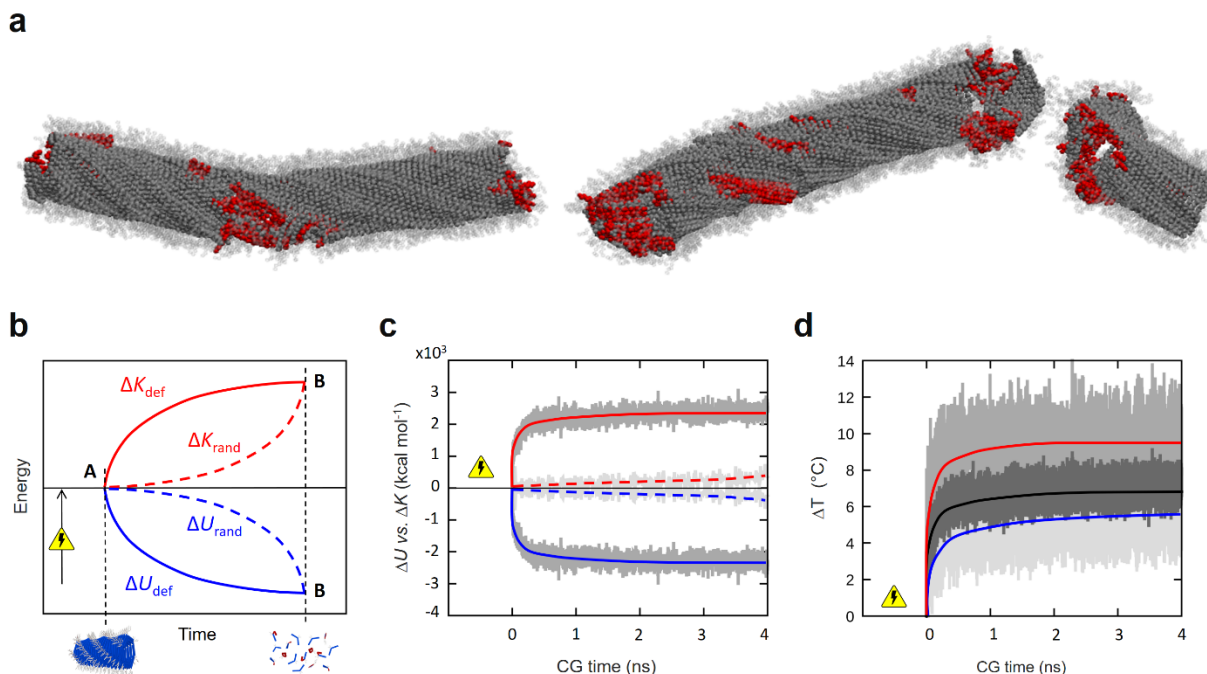 a
b
Energy
ΔK_def
B
A
ΔK_rand
ΔU_rand
ΔU_def
B
Time
c
x10³
ΔU vs. ΔK (kcal mol⁻¹)
3
2
1
0
-1
-2
-3
-4
0
1
2
3
4
CG time (ns)
d
ΔT (°C)
14
12
10
8
6
4
2
0
0
1
2
3
4
CG time (ns)